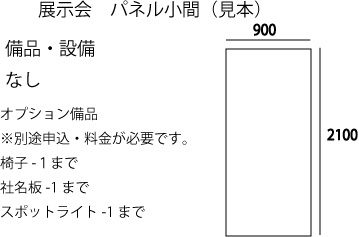 展示会　パネル小間（見本）
900
備品・設備
なし
オプション備品
※別途申込・料金が必要です。
2100
椅子 - 1 まで
社名板 -1 まで
スポットライト -1 まで